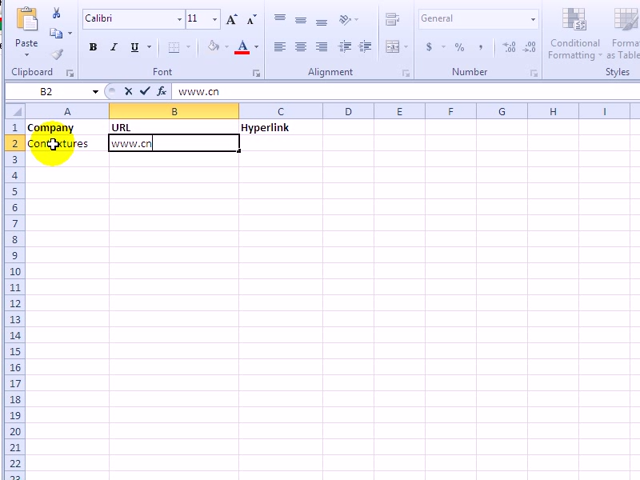 Calibri 11
Paste
B I U A
$ % ,
General
Conditional Formatting
Format as Table
Clipboard Font Alignment Number Styles
B2 fx www.cn
A B C D E F G H I
1 Company URL Hyperlink
2 Contextures www.cn
3
4
5
6
7
8
9
10
11
12
13
14
15
16
17
18
19
20
21
22
23